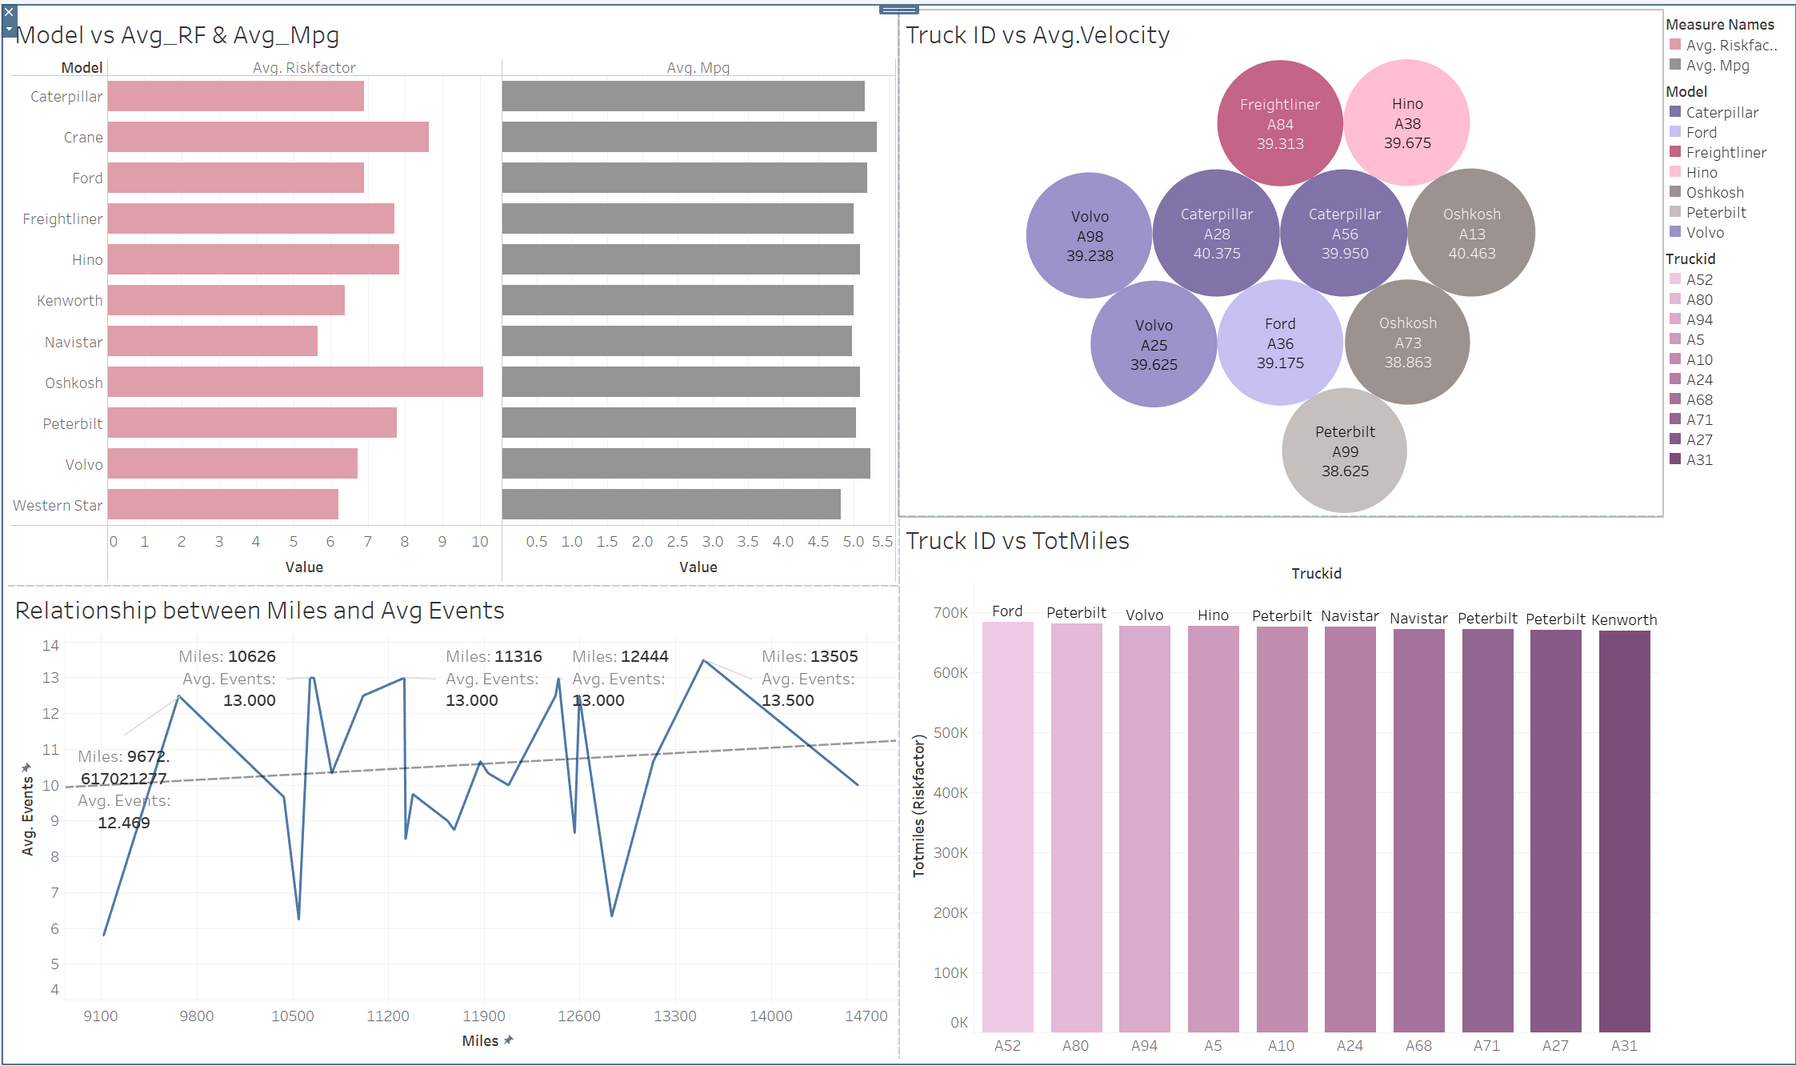 Model vs Avg_RF & Avg_Mpg
Model Avg. Riskfactor Avg. Mpg
Caterpillar
Crane
Ford
Freightliner
Hino
Kenworth
Navistar
Oshkosh
Peterbilt
Volvo
Western Star
0 1 2 3 4 5 6 7 8 9 10 0.5 1.0 1.5 2.0 2.5 3.0 3.5 4.0 4.5 5.0 5.5
Value Value
Truck ID vs Avg.Velocity
Freightliner
A84
39.313
Hino
A38
39.675
Volvo
A98
39.238
Caterpillar
A28
40.375
Caterpillar
A56
39.950
Oshkosh
A13
40.463
Volvo
A25
39.625
Ford
A36
39.175
Oshkosh
A73
38.863
Peterbilt
A99
38.625
Measure Names
Avg. Riskfac..
Avg. Mpg
Model
Caterpillar
Ford
Freightliner
Hino
Oshkosh
Peterbilt
Volvo
Truckid
A52
A80
A94
A5
A10
A24
A68
A71
A27
A31
Relationship between Miles and Avg Events
Avg. Events
14
13
12
11
10
9
8
7
6
5
4
Miles: 9672.
617021277
Avg. Events:
12.469
Miles: 10626
Avg. Events:
13.000
Miles: 11316
Avg. Events:
13.000
Miles: 12444
Avg. Events:
13.000
Miles: 13505
Avg. Events:
13.500
9100 9800 10500 11200 11900 12600 13300 14000 14700
Miles
Truck ID vs TotMiles
Truckid
Totmiles (Riskfactor)
700K
600K
500K
400K
300K
200K
100K
0K
Ford Peterbilt Volvo Hino Peterbilt Navistar Navistar Peterbilt Peterbilt Kenworth
A52 A80 A94 A5 A10 A24 A68 A71 A27 A31